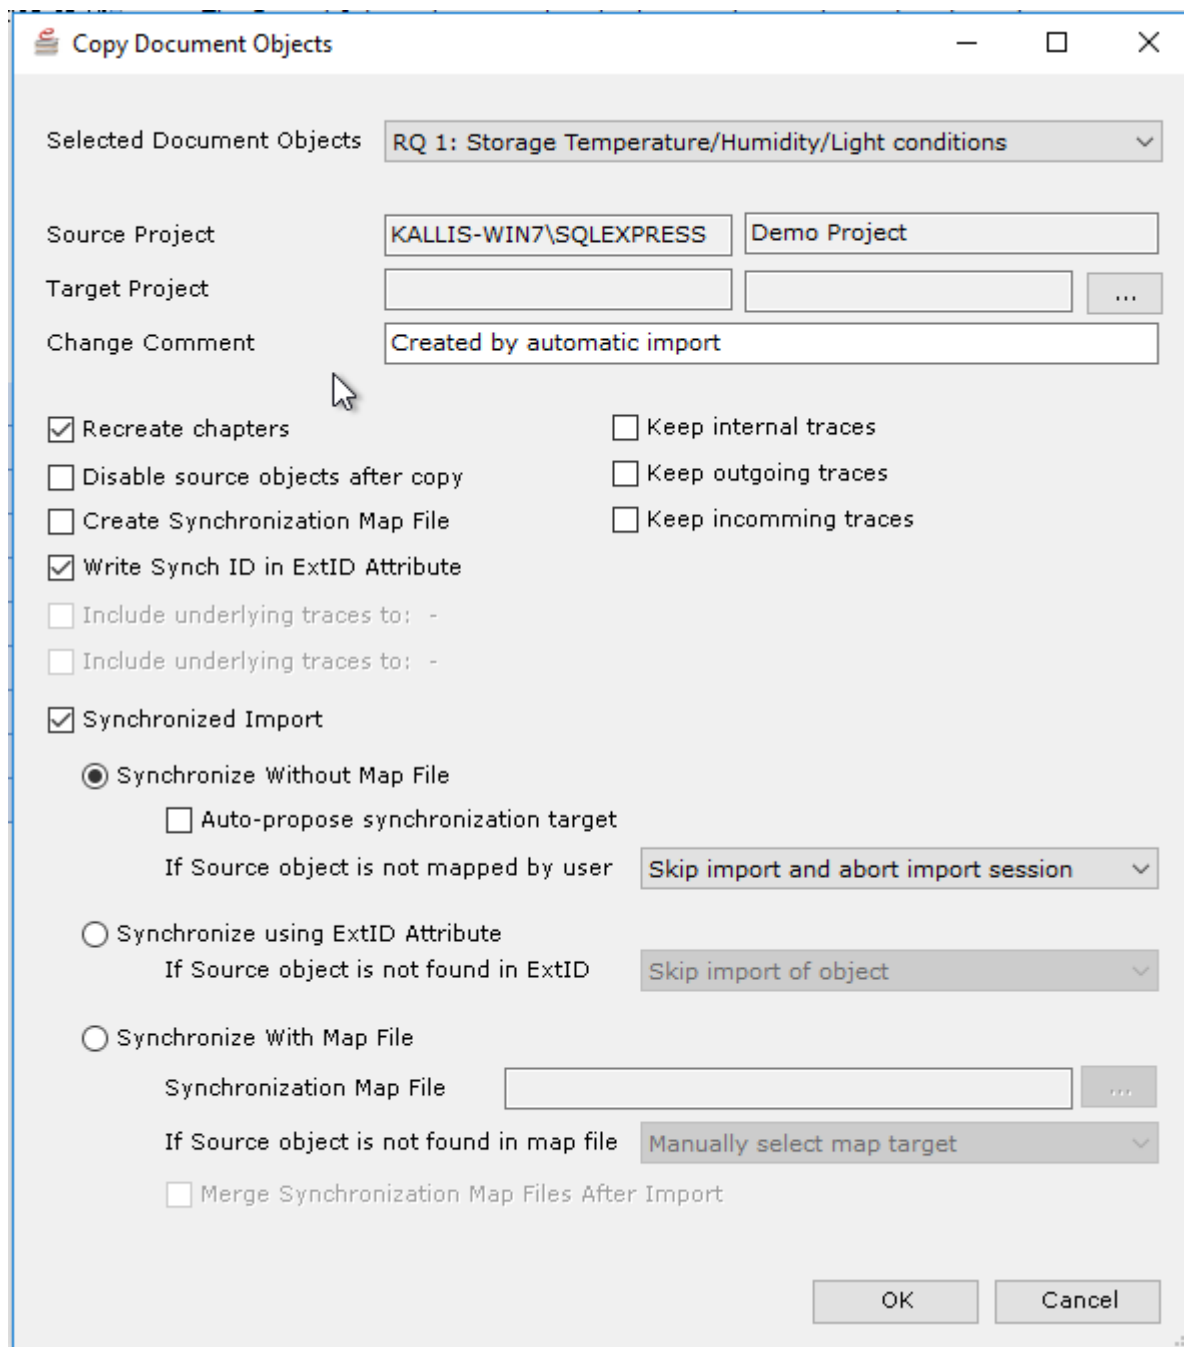 Copy Document Objects
Selected Document Objects RQ 1: Storage Temperature/Humidity/Light conditions
Source Project KALLIS-WIN7\SQLEXPRESS Demo Project
Target Project ...
Change Comment Created by automatic import
Recreate chapters Keep internal traces
Disable source objects after copy Keep outgoing traces
Create Synchronization Map File Keep incomming traces
Write Synch ID in ExtID Attribute
Include underlying traces to: -
Include underlying traces to: -
Synchronized Import
Synchronize Without Map File
Auto-propose synchronization target
If Source object is not mapped by user Skip import and abort import session
Synchronize using ExtID Attribute
If Source object is not found in ExtID Skip import of object
Synchronize With Map File
Synchronization Map File ...
If Source object is not found in map file Manually select map target
Merge Synchronization Map Files After Import
OK Cancel